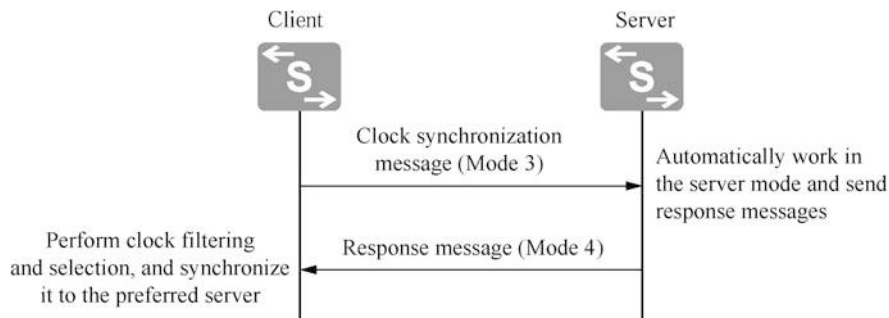 Client
Server
S
S
Clock synchronization
message (Mode 3)
Automatically work in
the server mode and send
response messages
Perform clock filtering
and selection, and synchronize
it to the preferred server
Response message (Mode 4)